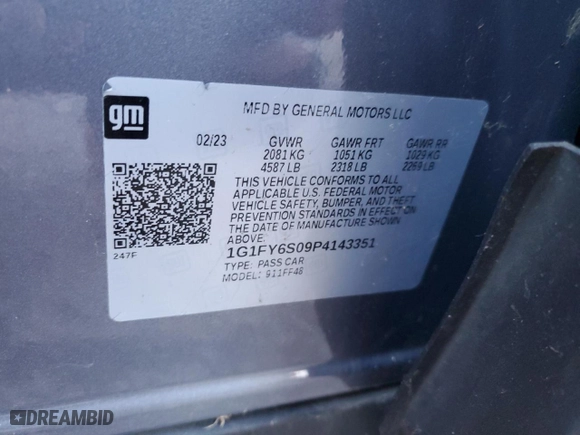 gm
MFD BY GENERAL MOTORS LLC
02/23 GVWR GAWR FRT GAWR RR
2081 KG 1051 KG 1029 KG
4587 LB 2318 LB 2269 LB
THIS VEHICLE CONFORMS TO ALL
APPLICABLE U.S. FEDERAL MOTOR
VEHICLE SAFETY, BUMPER, AND THEFT
PREVENTION STANDARDS IN EFFECT ON
THE DATE OF MANUFACTURE SHOWN
ABOVE.
1G1FY6S09P4143351
TYPE: PASS CAR
MODEL: 911FF48
247F
DREAMBID